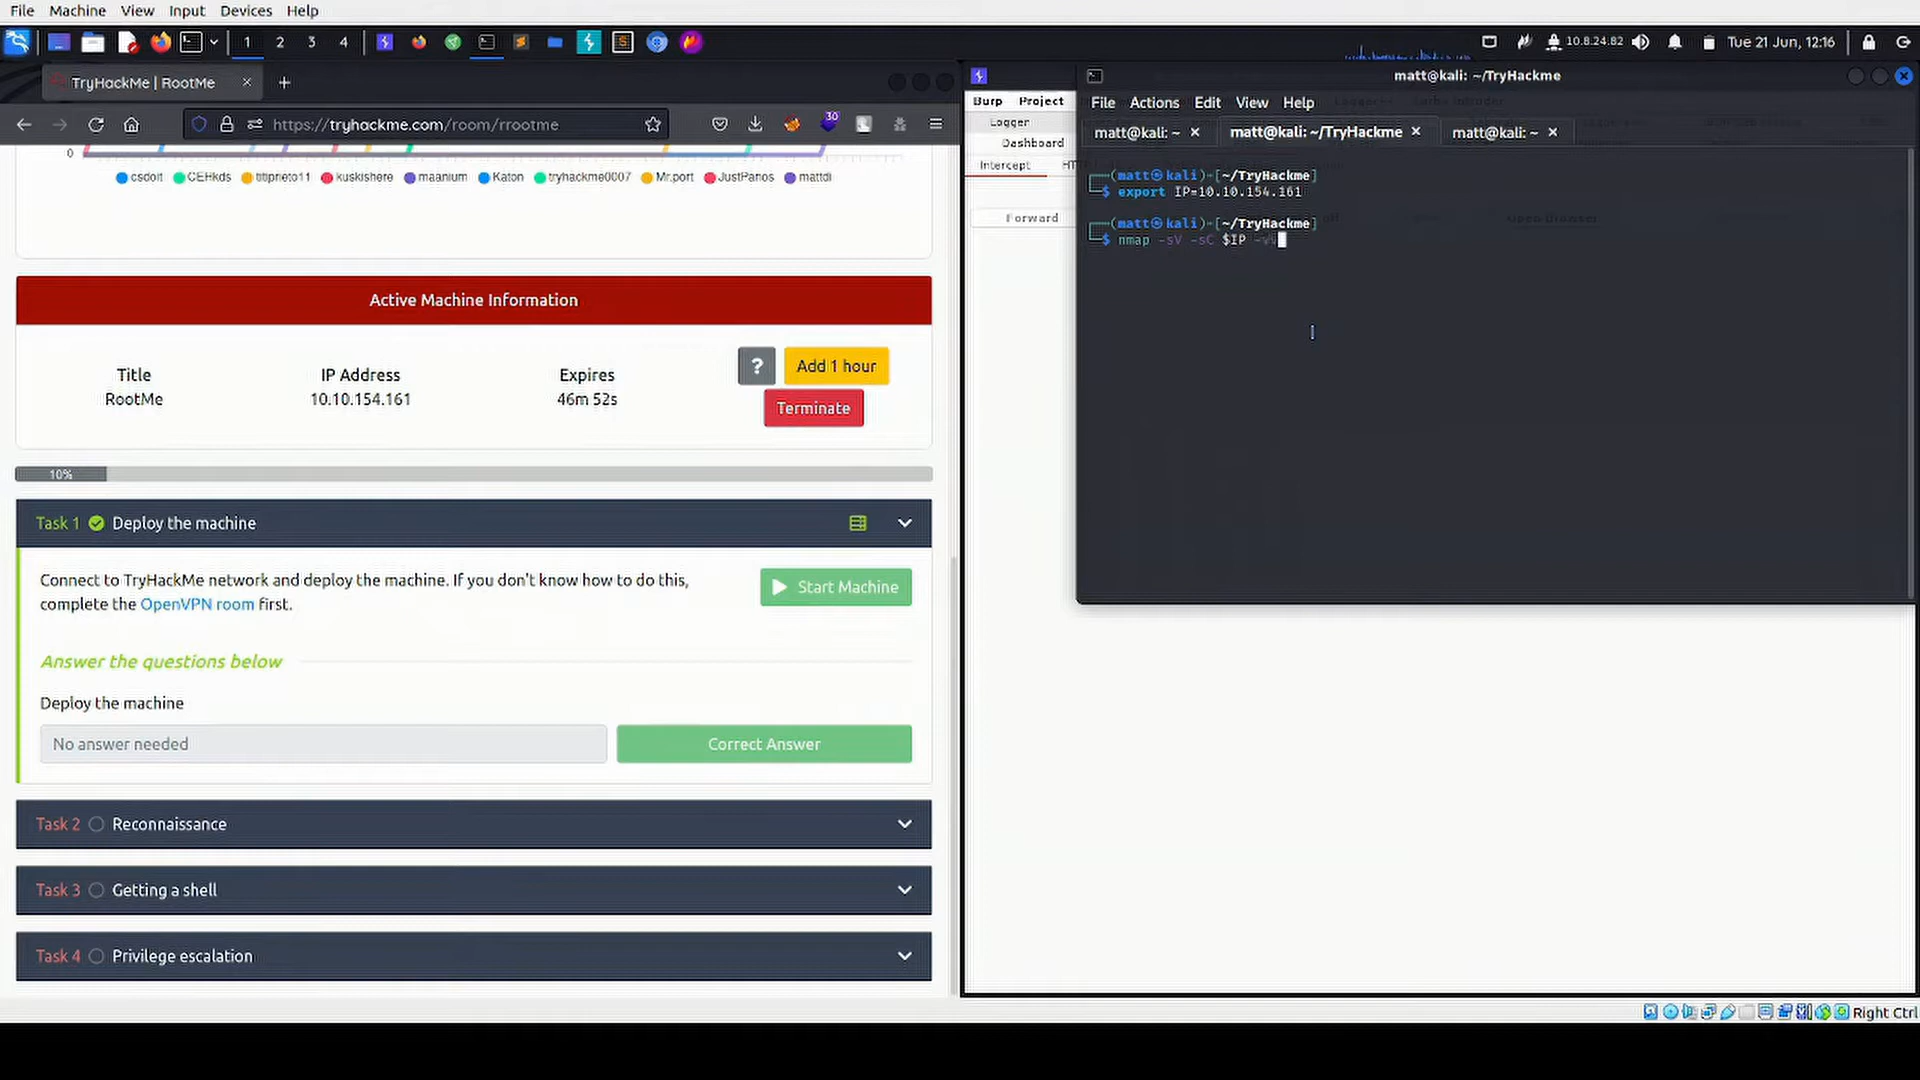 File Machine View Input Devices Help
1 2 3 4
10.8.24.82
Tue 21 Jun, 12:16
TryHackMe | RootMe
https://tryhackme.com/room/rrootme
30
0
csdoit CEHkds titiprieto11 kuskishere maanium Katon tryhackme0007 Mr.port JustPanos mattdi
Active Machine Information
Title IP Address Expires
RootMe 10.10.154.161 46m 52s
? Add 1 hour
Terminate
10%
Task 1 Deploy the machine
Connect to TryHackMe network and deploy the machine. If you don't know how to do this,
complete the OpenVPN room first.
Start Machine
Answer the questions below
Deploy the machine
No answer needed
Correct Answer
Task 2 Reconnaissance
Task 3 Getting a shell
Task 4 Privilege escalation
Burp Project
Logger
Dashboard
Intercept
Forward
matt@kali: ~/TryHackme
File Actions Edit View Help
matt@kali: ~ matt@kali: ~/TryHackme matt@kali: ~
(matt㉿kali)-[~/TryHackme]
$ export IP=10.10.154.161
(matt㉿kali)-[~/TryHackme]
$ nmap -sV -sC $IP -vv
Right Ctrl